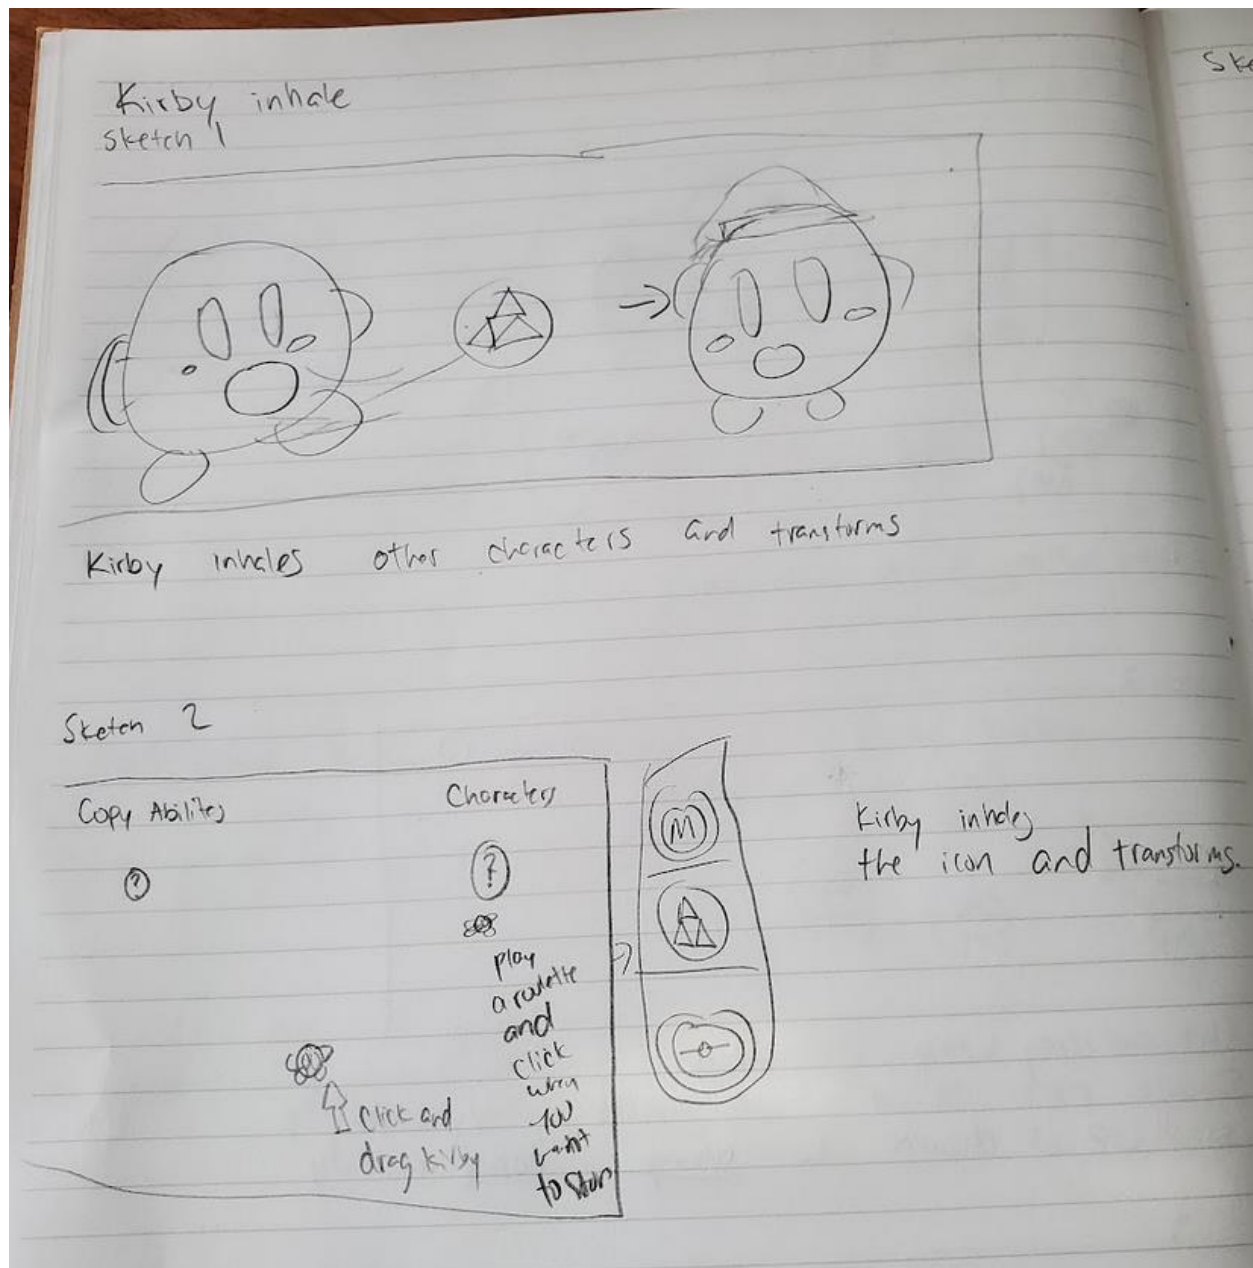 Kirby inhale
Sketch 1
Ske
Kirby inhales other characters and transforms
Sketch 2
Copy Abilites
Characters
?
?
play
a roulette
and
click
when
you
want
to stop
Click and
drag kirby
M
Kirby inhales
the icon and transforms.